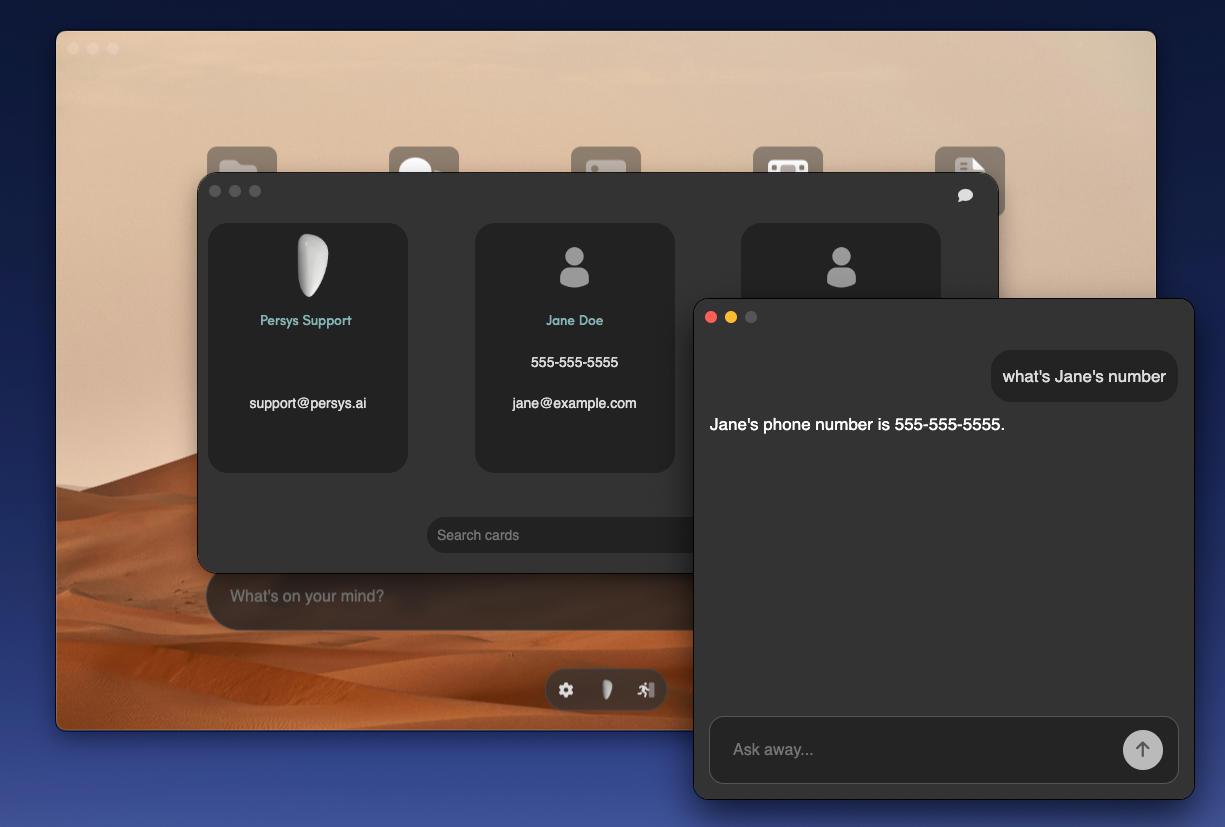 Persys Support
support@persys.ai
Jane Doe
555-555-5555
jane@example.com
Search cards
What's on your mind?
what's Jane's number
Jane's phone number is 555-555-5555.
Ask away...